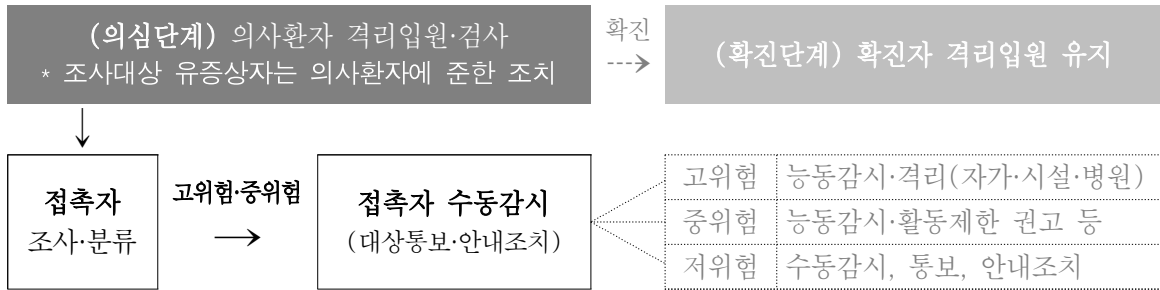 (의심단계) 의사환자 격리입원·검사
* 조사대상 유증상자는 의사환자에 준한 조치
확진
(확진단계) 확진자 격리입원 유지
접촉자
조사·분류
고위험·중위험
접촉자 수동감시
(대상통보·안내조치)
고위험 능동감시·격리(자가·시설·병원)
중위험 능동감시·활동제한 권고 등
저위험 수동감시, 통보, 안내조치